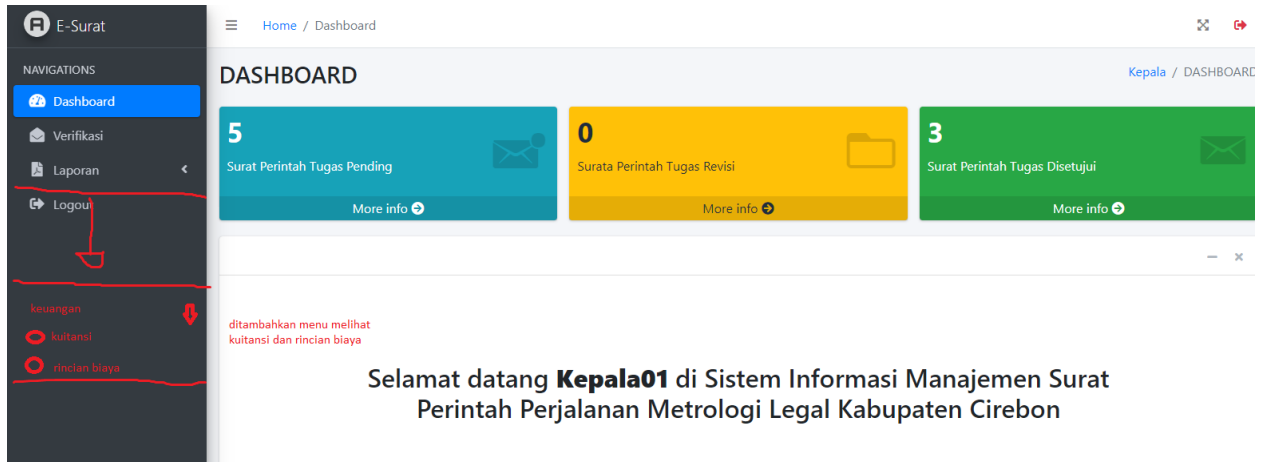 E-Surat
Home / Dashboard
NAVIGATIONS
Dashboard
Verifikasi
Laporan
Logout
keuangan
kuitansi
rincian biaya
DASHBOARD
Kepala / DASHBOARD
5
Surat Perintah Tugas Pending
More info
0
Surata Perintah Tugas Revisi
More info
3
Surat Perintah Tugas Disetujui
More info
ditambahkan menu melihat
kuitansi dan rincian biaya
Selamat datang Kepala01 di Sistem Informasi Manajemen Surat
Perintah Perjalanan Metrologi Legal Kabupaten Cirebon